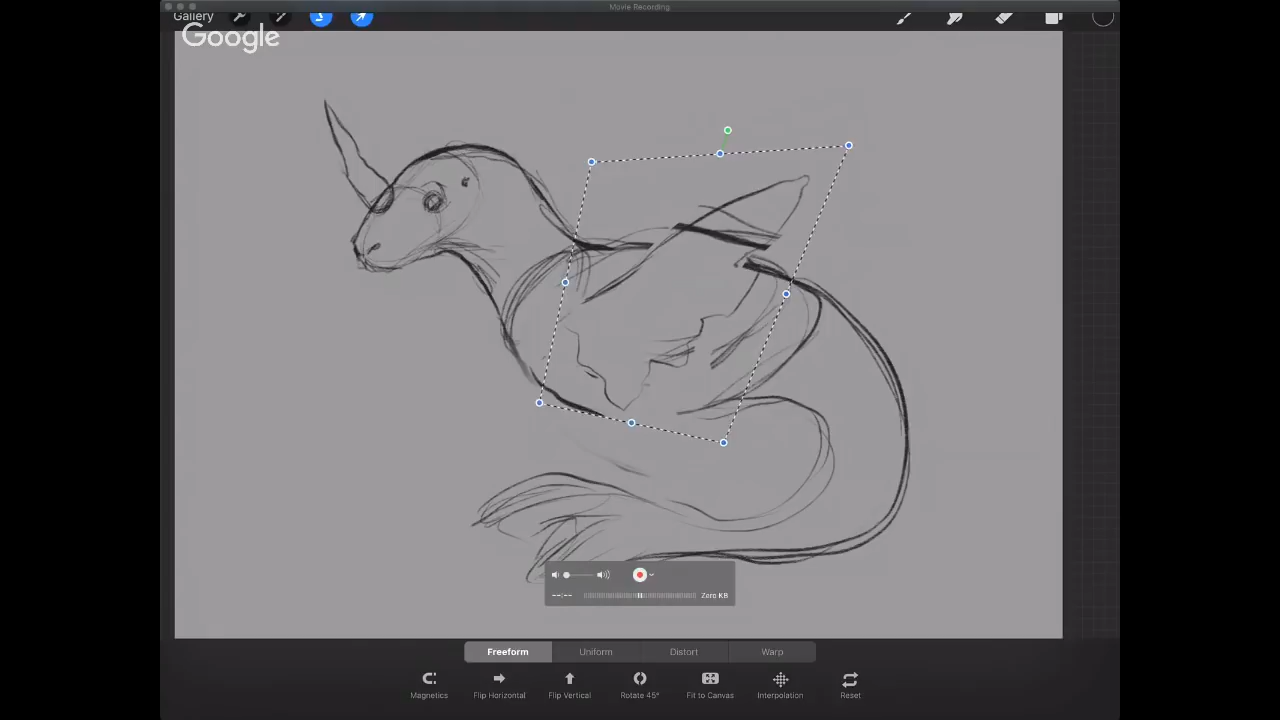 Movie Recording
Gallery
Google
--:--
Zero KB
Freeform Uniform Distort Warp
Magnetics Flip Horizontal Flip Vertical Rotate 45° Fit to Canvas Interpolation Reset